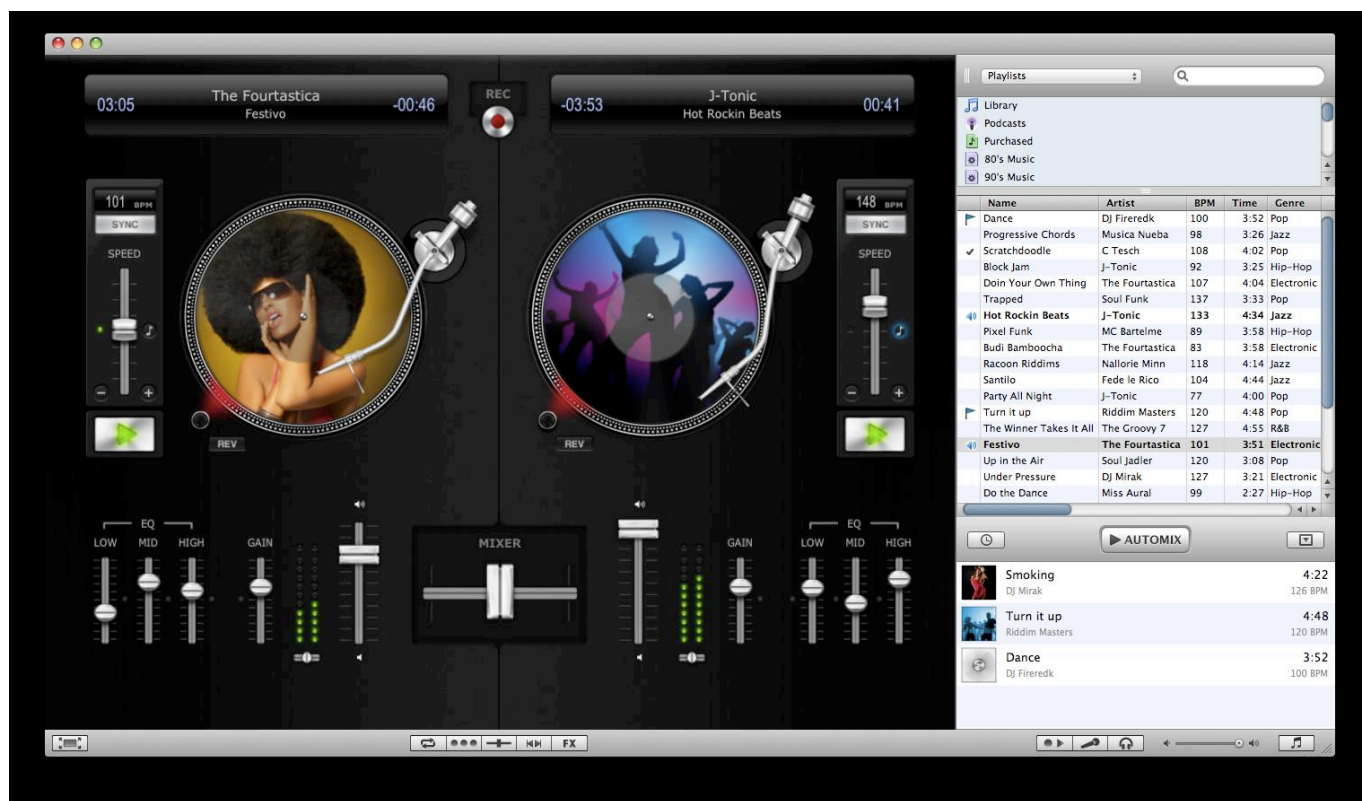 03:05 The Fourtastica -00:46
Festivo
REC
-03:53 J-Tonic 00:41
Hot Rockin Beats
101 BPM
SYNC
SPEED
REV
148 BPM
SYNC
SPEED
REV
EQ
LOW MID HIGH GAIN
MIXER
GAIN
EQ
LOW MID HIGH
FX
Playlists
Library
Podcasts
Purchased
80's Music
90's Music
Name Artist BPM Time Genre
Dance DJ Fireredk 100 3:52 Pop
Progressive Chords Musica Nueba 98 3:26 Jazz
Scratchdoodle C Tesch 108 4:02 Pop
Block Jam J-Tonic 92 3:25 Hip-Hop
Doin Your Own Thing The Fourtastica 107 4:04 Electronic
Trapped Soul Funk 137 3:33 Pop
Hot Rockin Beats J-Tonic 133 4:34 Jazz
Pixel Funk MC Bartelme 89 3:58 Hip-Hop
Budi Bamboocha The Fourtastica 83 3:58 Electronic
Racoon Riddims Nallorie Minn 118 4:14 Jazz
Santilo Fede le Rico 104 4:44 Jazz
Party All Night J-Tonic 77 4:00 Pop
Turn it up Riddim Masters 120 4:48 Pop
The Winner Takes It All The Groovy 7 127 4:55 R&B
Festivo The Fourtastica 101 3:51 Electronic
Up in the Air Soul Jadler 120 3:08 Pop
Under Pressure DJ Mirak 127 3:21 Electronic
Do the Dance Miss Aural 99 2:27 Hip-Hop
AUTOMIX
Smoking 4:22
DJ Mirak 126 BPM
Turn it up 4:48
Riddim Masters 120 BPM
Dance 3:52
DJ Fireredk 100 BPM